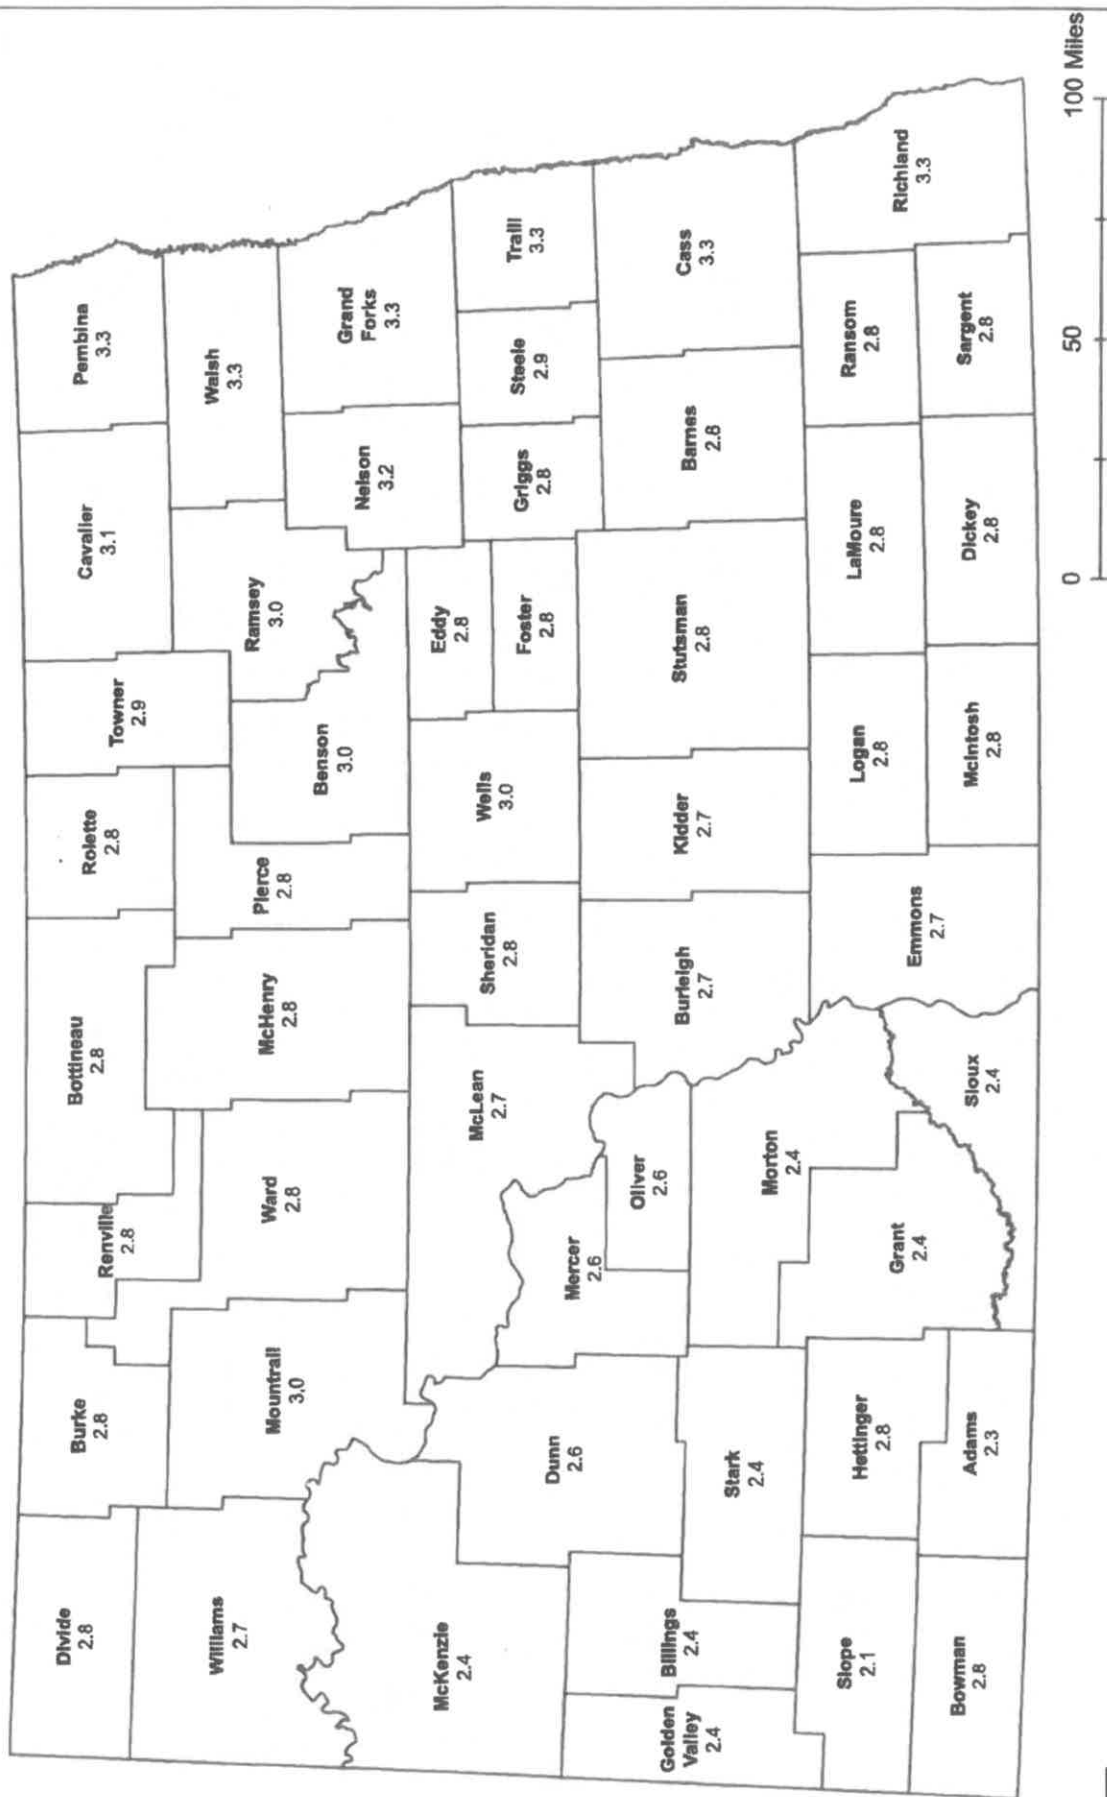 Divide
2.8
Burke
2.8
Renville
2.8
Bottineau
2.8
Rolette
2.8
Towner
2.9
Cavalier
3.1
Pembina
3.3
Williams
2.7
Mountrail
3.0
Ward
2.8
McHenry
2.8
Pierce
2.8
Benson
3.0
Ramsey
3.0
Walsh
3.3
Nelson
3.2
Grand
Forks
3.3
McKenzie
2.4
Dunn
2.6
Mercer
2.6
Oliver
2.6
McLean
2.7
Sheridan
2.8
Wells
3.0
Eddy
2.8
Foster
2.8
Griggs
2.8
Steele
2.9
Traill
3.3
Golden
Valley
2.4
Billings
2.4
Stark
2.4
Morton
2.4
Burleigh
2.7
Kidder
2.7
Stutsman
2.8
Barnes
2.8
Cass
3.3
Slope
2.1
Hettinger
2.8
Grant
2.4
Emmons
2.7
Logan
2.8
LaMoure
2.8
Ransom
2.8
Richland
3.3
Bowman
2.8
Adams
2.3
Sioux
2.4
McIntosh
2.8
Dickey
2.8
Sargent
2.8
0
50
100 Miles